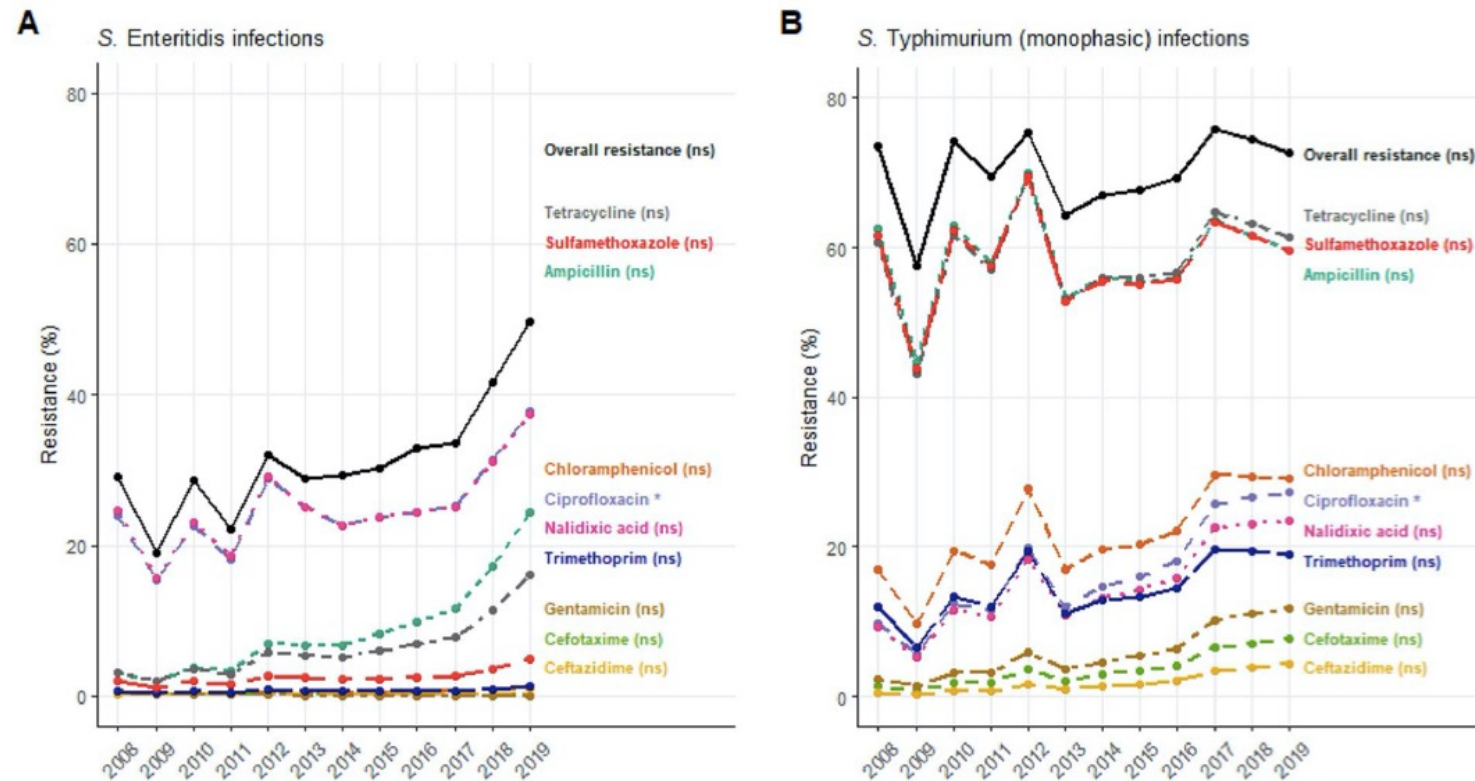 A
S. Enteritidis infections
80
60
40
20
0
Resistance (%)
Overall resistance (ns)
Tetracycline (ns)
Sulfamethoxazole (ns)
Ampicillin (ns)
Chloramphenicol (ns)
Ciprofloxacin *
Nalidixic acid (ns)
Trimethoprim (ns)
Gentamicin (ns)
Cefotaxime (ns)
Ceftazidime (ns)
2008 2009 2010 2011 2012 2013 2014 2015 2016 2017 2018 2019
B
S. Typhimurium (monophasic) infections
80
60
40
20
0
Resistance (%)
Overall resistance (ns)
Tetracycline (ns)
Sulfamethoxazole (ns)
Ampicillin (ns)
Chloramphenicol (ns)
Ciprofloxacin *
Nalidixic acid (ns)
Trimethoprim (ns)
Gentamicin (ns)
Cefotaxime (ns)
Ceftazidime (ns)
2008 2009 2010 2011 2012 2013 2014 2015 2016 2017 2018 2019